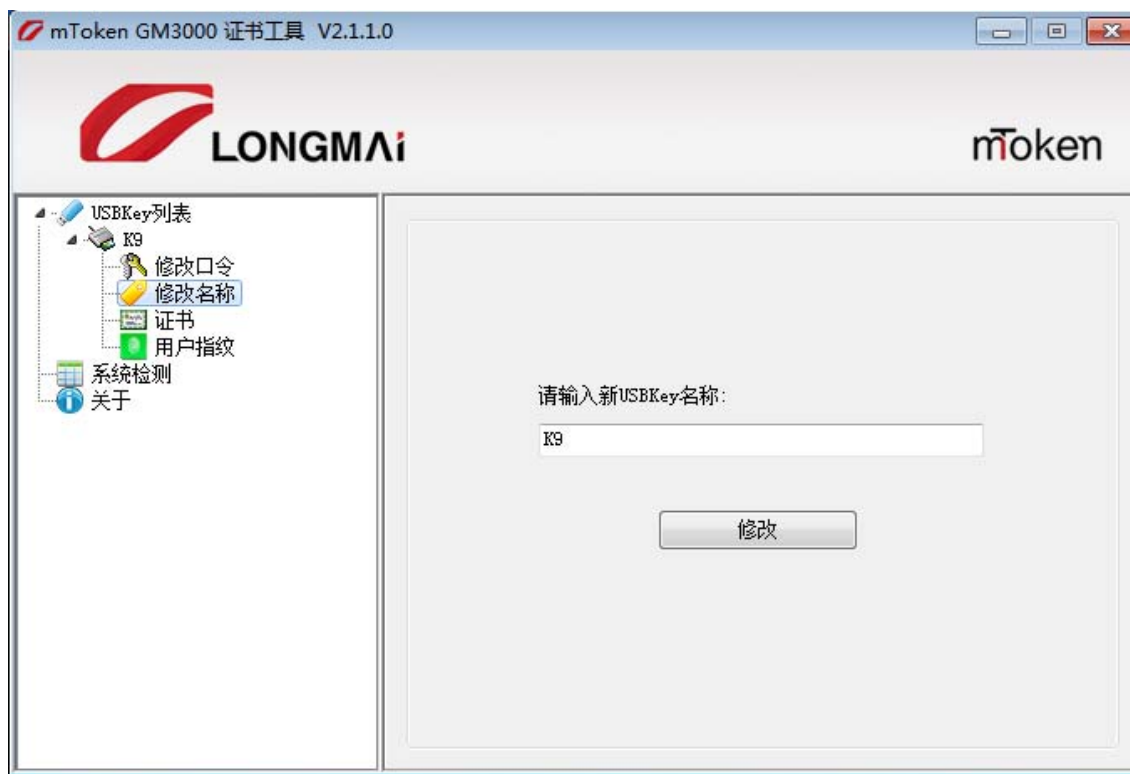 mToken GM3000 证书工具 V2.1.1.0
LONGMAi
mToken
USBKey列表
K9
修改口令
修改名称
证书
用户指纹
系统检测
关于
请输入新USBKey名称:
K9
修改